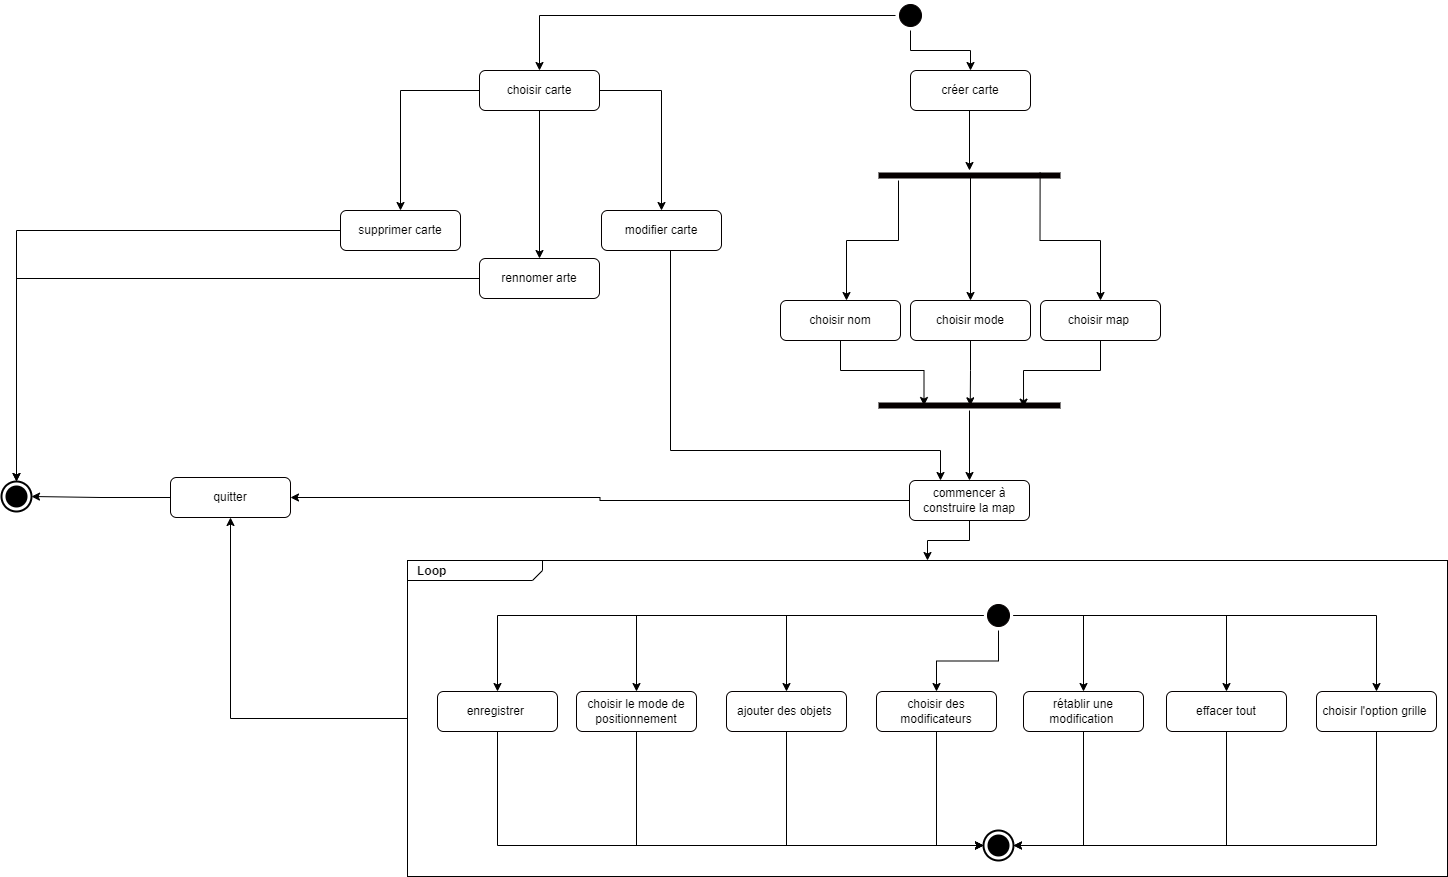 choisir carte
créer carte
supprimer carte
modifier carte
rennomer arte
choisir nom
choisir mode
choisir map
quitter
commencer à
construire la map
Loop
enregistrer
choisir le mode de
positionnement
ajouter des objets
choisir des
modificateurs
rétablir une
modification
effacer tout
choisir l'option grille